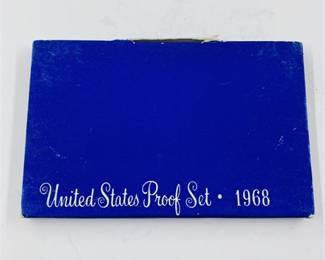 United States Proof Set • 1968